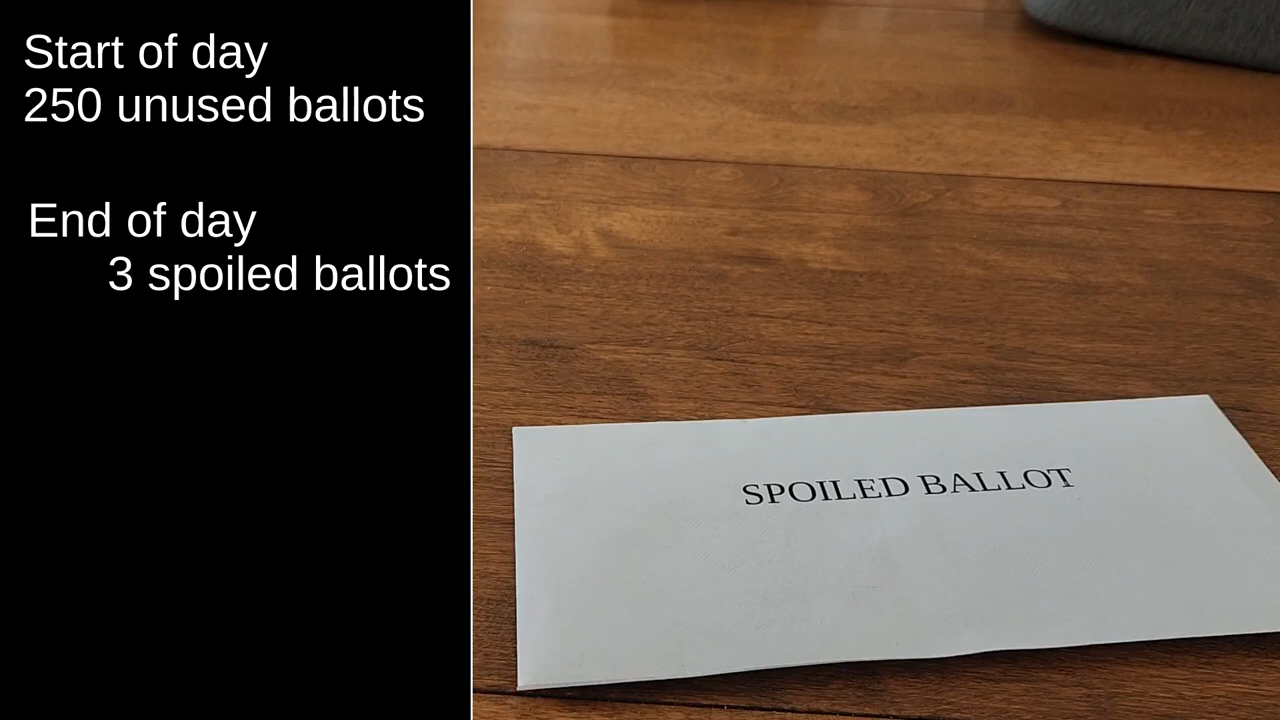 Start of day
250 unused ballots
End of day
3 spoiled ballots
SPOILED BALLOT